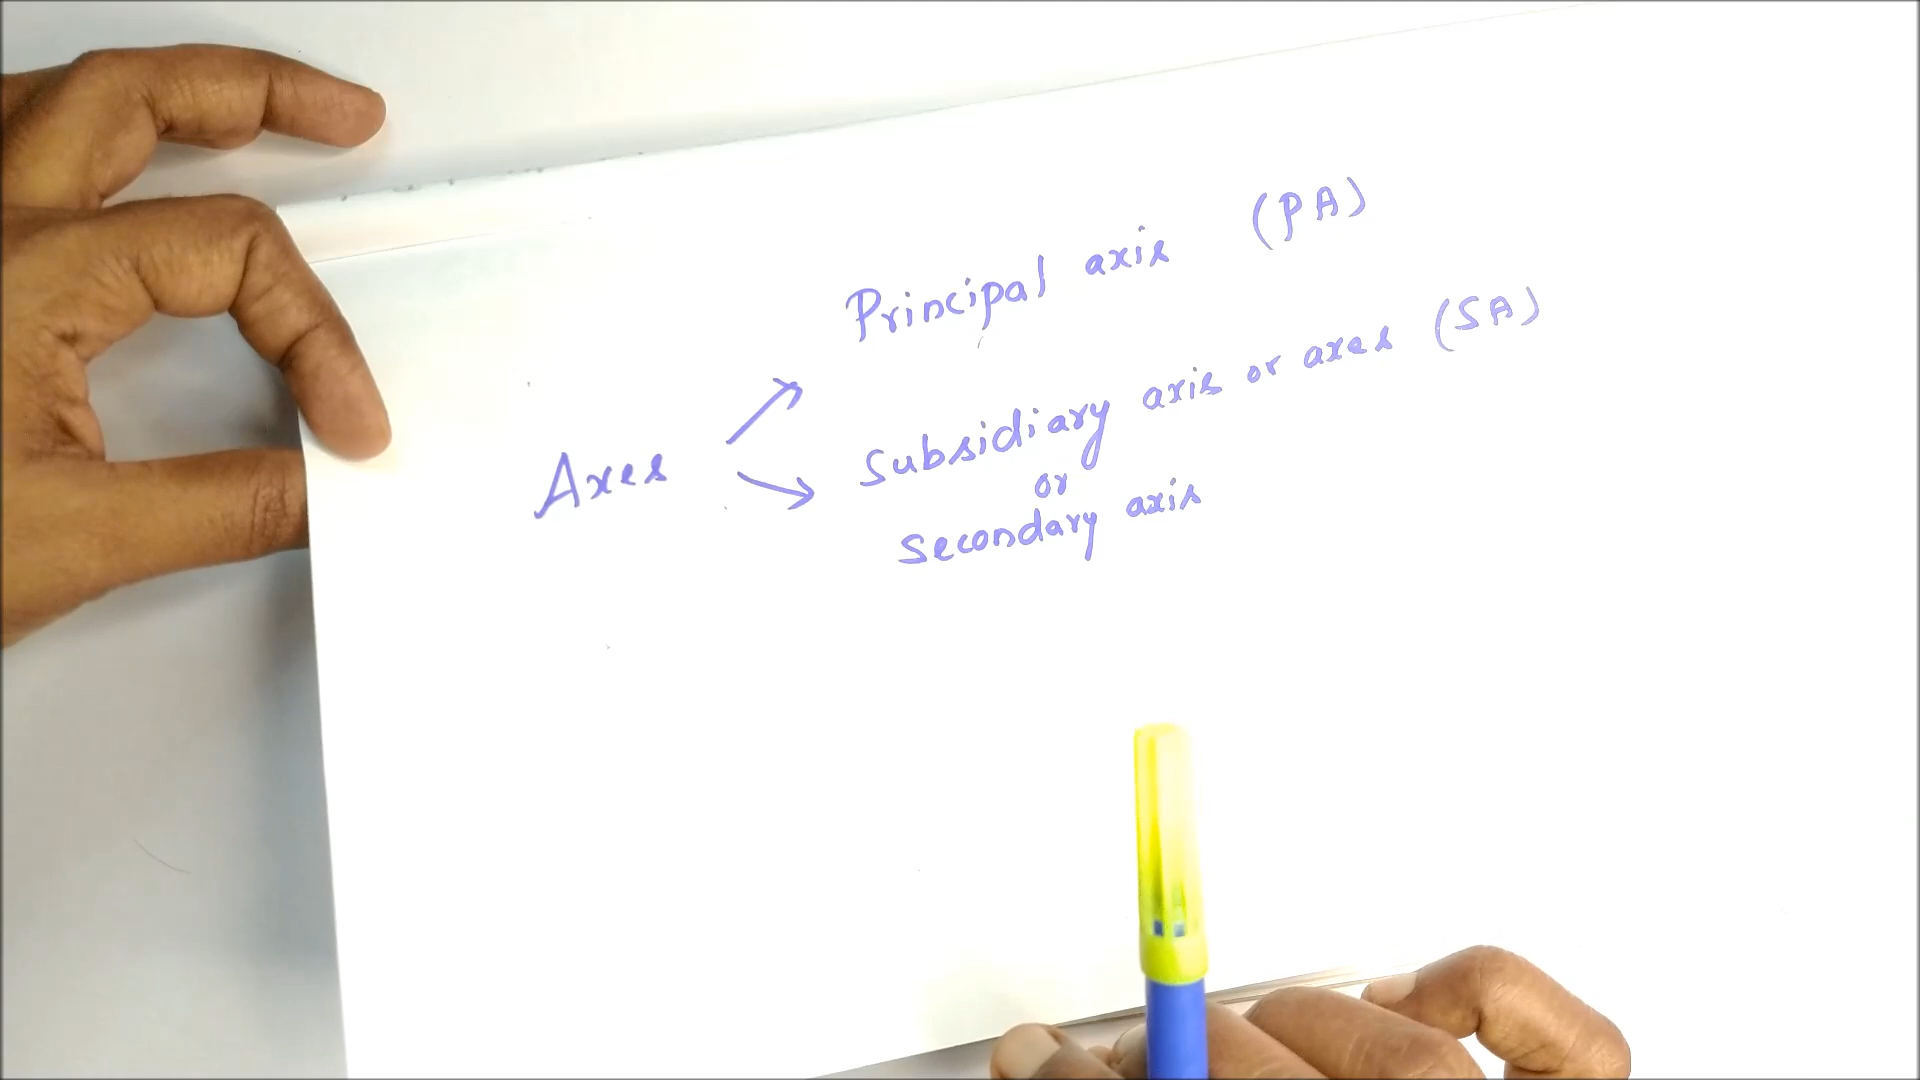 Principal axis (PA)
Axes
Subsidiary axis or axes (SA)
or
Secondary axis